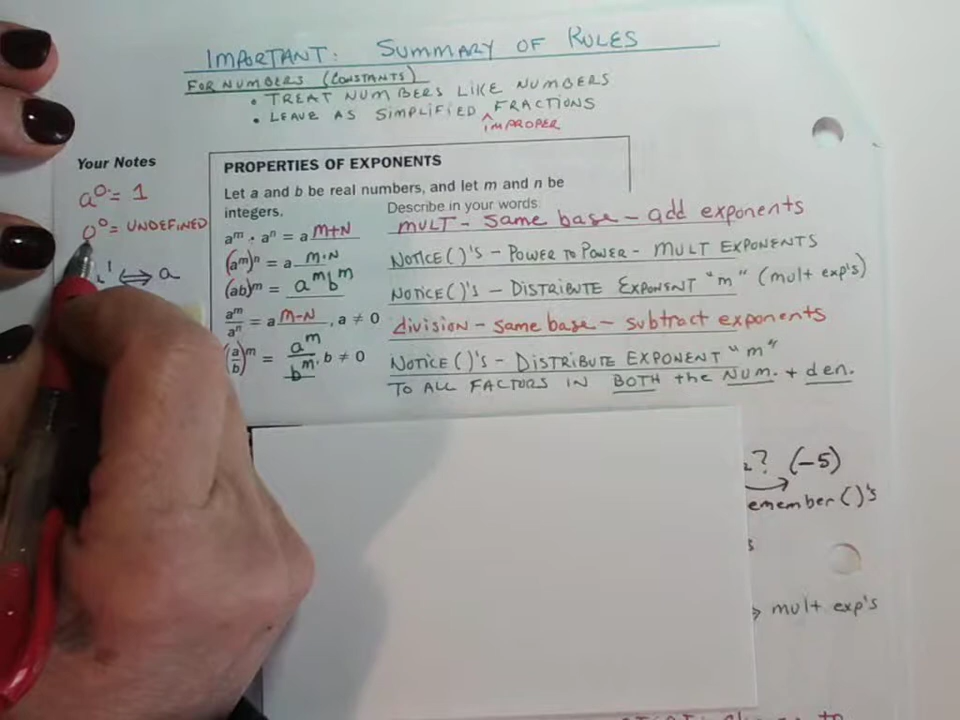 IMPORTANT: SUMMARY OF RULES
FOR NUMBERS (CONSTANTS)
• TREAT NUMBERS LIKE NUMBERS
• LEAVE AS SIMPLIFIED ^ FRACTIONS
IMPROPER
Your Notes
a⁰ = 1
0⁰ = UNDEFINED
¹ ⟺ a
PROPERTIES OF EXPONENTS
Let a and b be real numbers, and let m and n be
integers.
Describe in your words
aᵐ · aⁿ = a m+n
MULT - same base - add exponents
(aᵐ)ⁿ = a m·n
NOTICE ( )'s - POWER TO POWER - MULT EXPONENTS
(ab)ᵐ = aᵐbᵐ
NOTICE ( )'s - DISTRIBUTE EXPONENT "m" (mult exp's)
aᵐ/aⁿ = a m-n, a ≠ 0
division - same base - subtract exponents
(a/b)ᵐ = aᵐ/bᵐ, b ≠ 0
NOTICE ( )'s - DISTRIBUTE EXPONENT "m"
TO ALL FACTORS IN BOTH the NUM. + den.
? (-5)
emember ( )'s
s
> mult exp's